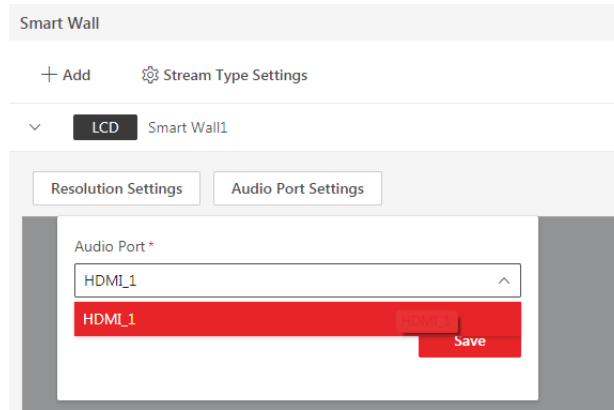 Smart Wall
+ Add Stream Type Settings
LCD Smart Wall1
Resolution Settings Audio Port Settings
Audio Port *
HDMI_1
HDMI_1 HDMI_1
Save